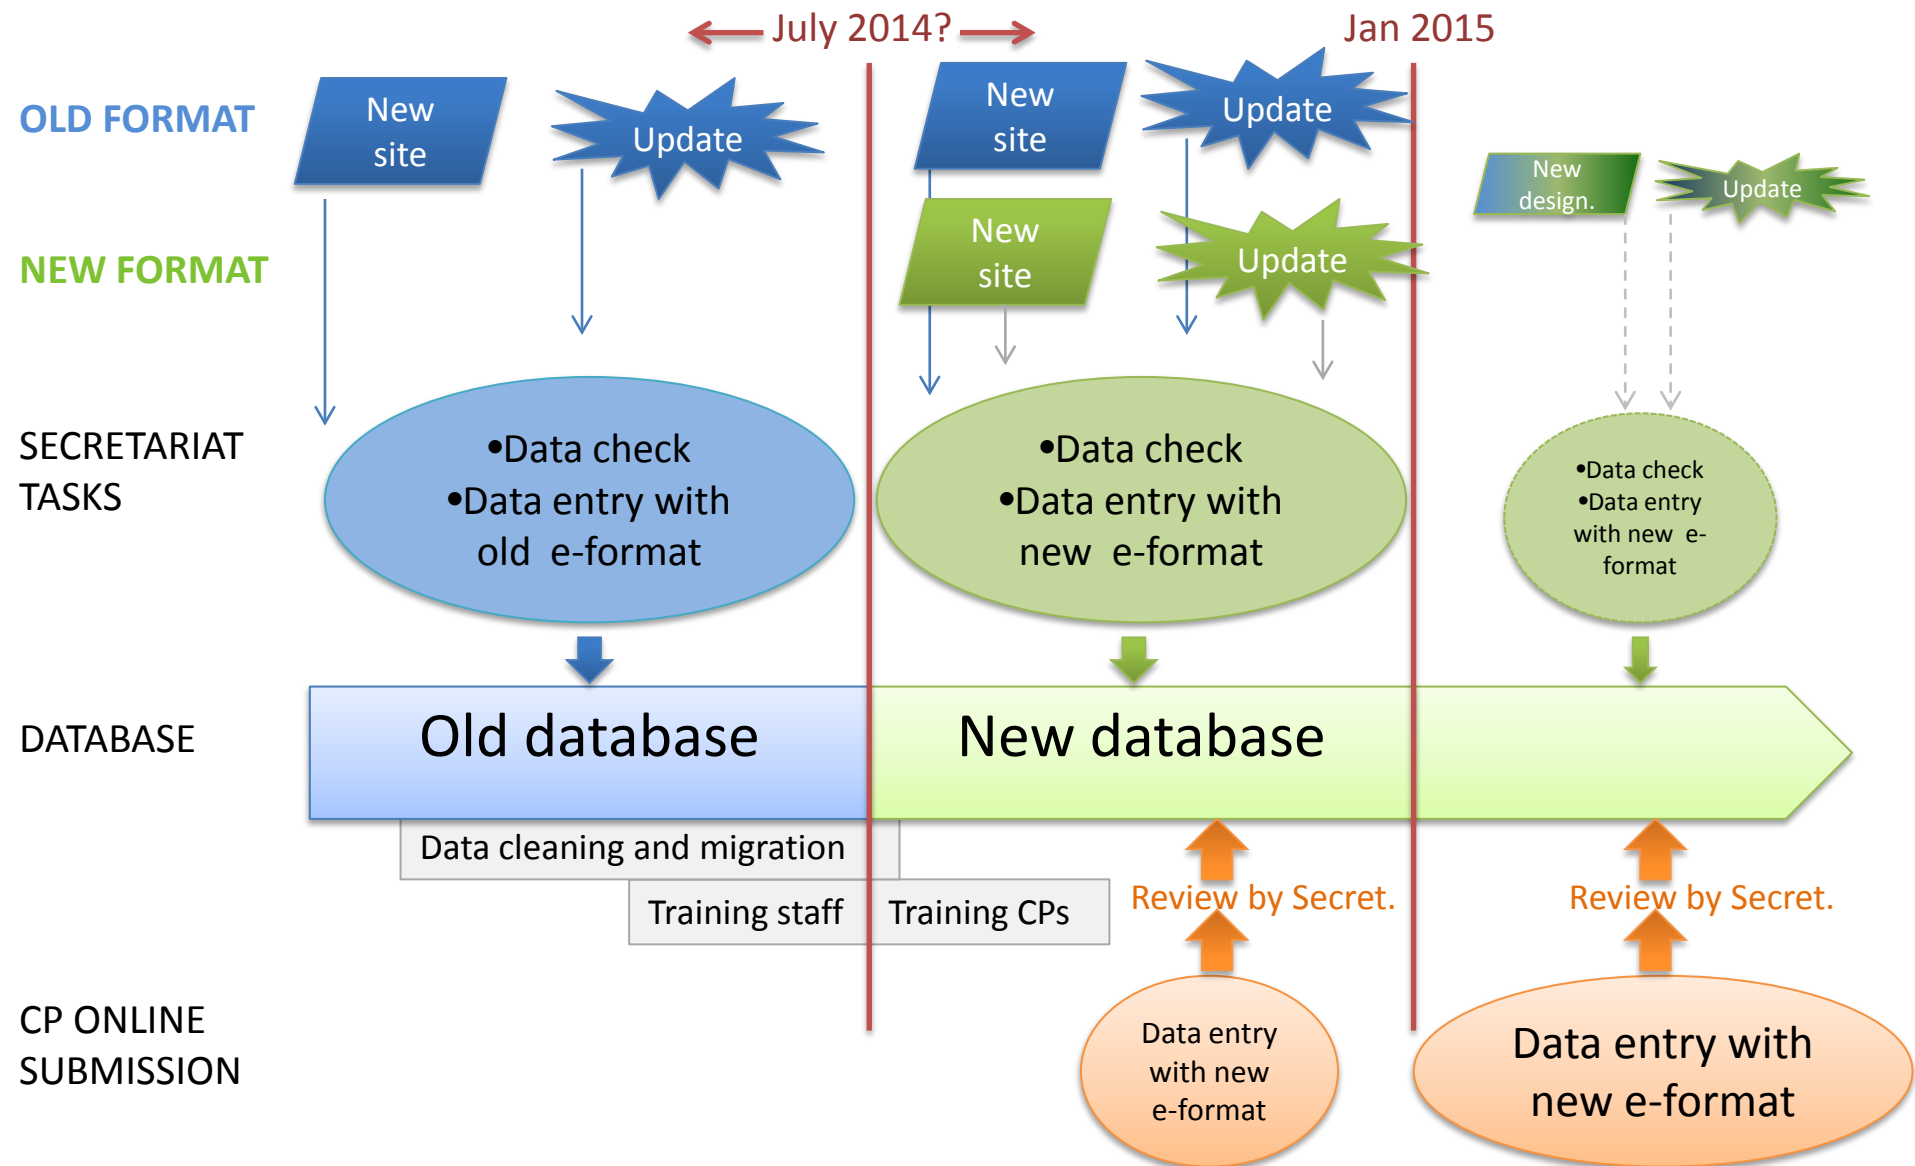 July 2014?
Jan 2015
OLD FORMAT
New
site
Update
New
site
Update
New
design.
Update
NEW FORMAT
New
site
Update
SECRETARIAT
TASKS
•Data check
•Data entry with
old e-format
•Data check
•Data entry with
new e-format
•Data check
•Data entry
with new e-
format
DATABASE
Old database
New database
Data cleaning and migration
Training staff
Training CPs
Review by Secret.
Review by Secret.
CP ONLINE
SUBMISSION
Data entry
with new
e-format
Data entry with
new e-format